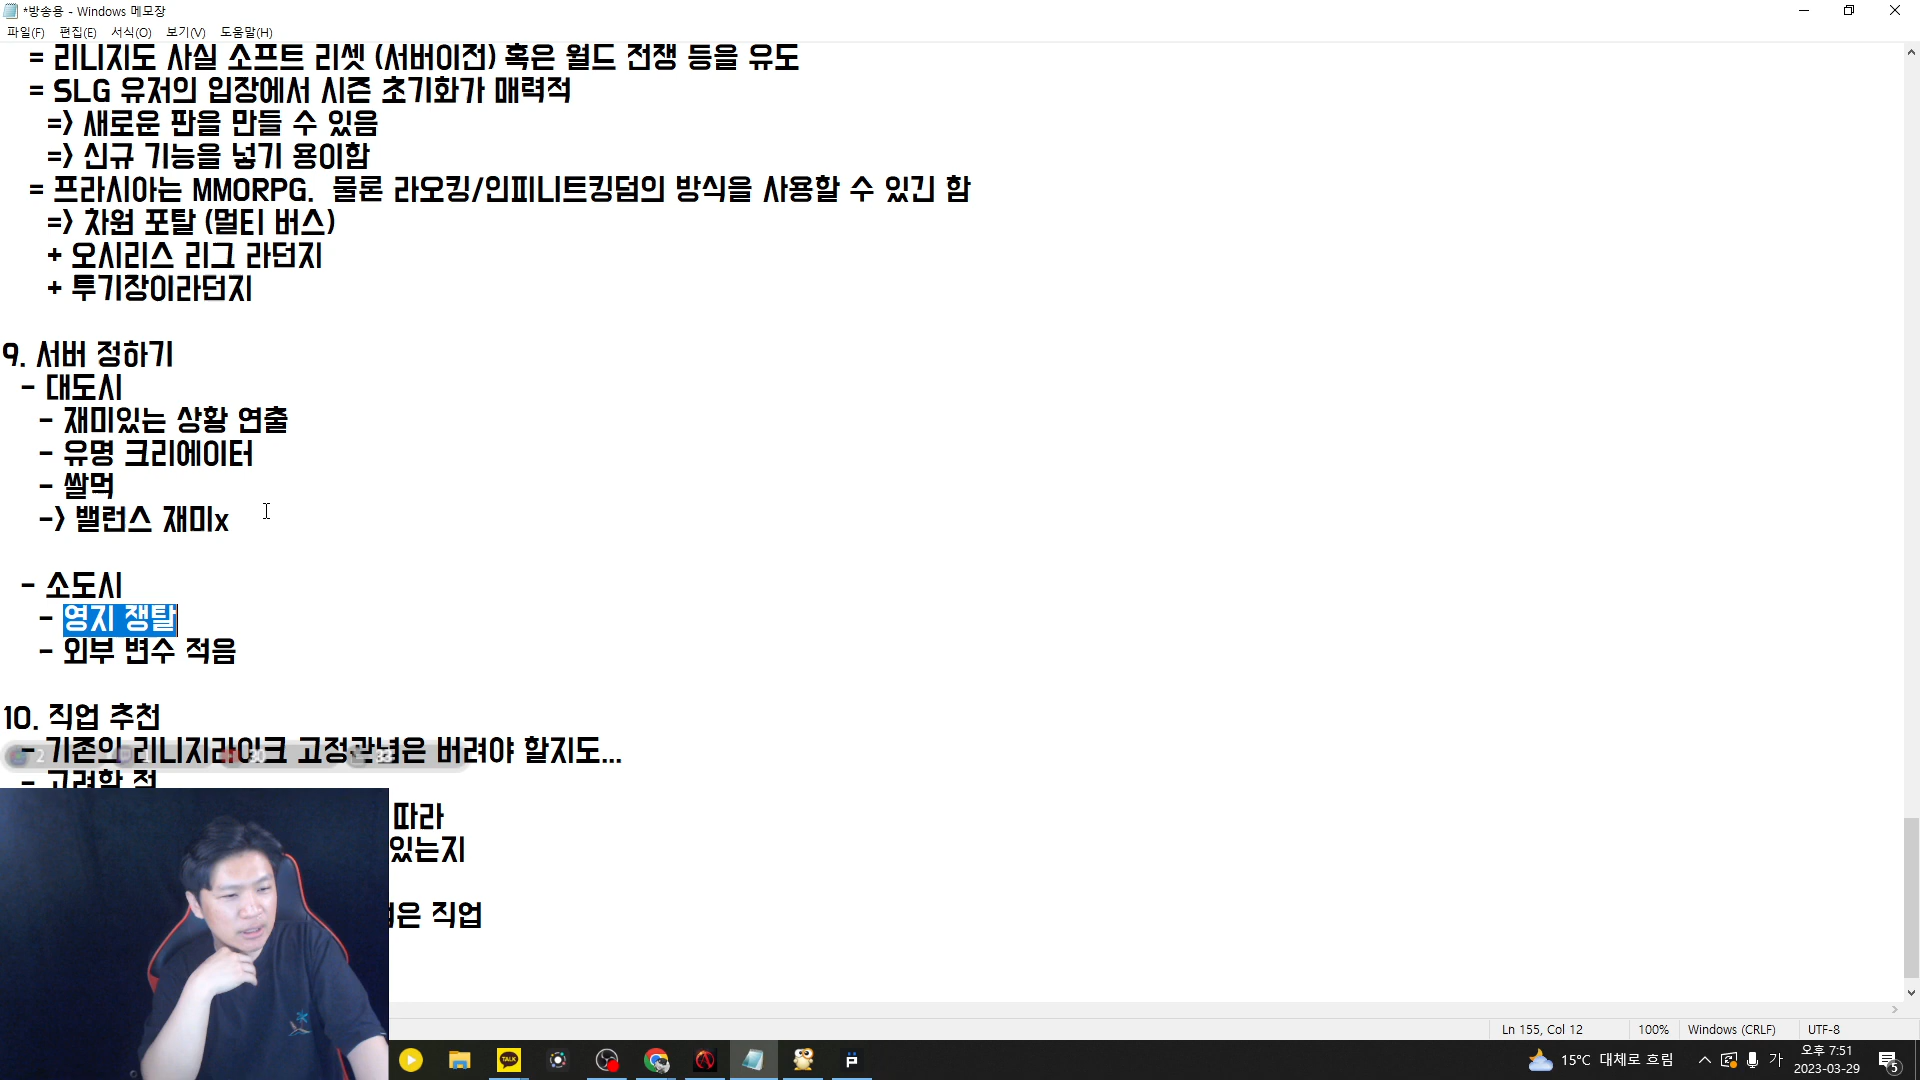 *방송용 - Windows 메모장
파일(F) 편집(E) 서식(O) 보기(V) 도움말(H)
= 리니지도 사실 소프트 리셋 (서버이전) 혹은 월드 전쟁 등을 유도
= SLG 유저의 입장에서 시즌 초기화가 매력적
=> 새로운 판을 만들 수 있음
=> 신규 기능을 넣기 용이함
= 프라시아는 MMORPG. 물론 라오킹/인피니트킹덤의 방식을 사용할 수 있긴 함
=> 차원 포탈 (멀티 버스)
+ 오시리스 리그 라던지
+ 투기장이라던지
9. 서버 정하기
- 대도시
- 재미있는 상황 연출
- 유명 크리에이터
- 쌀먹
-> 밸런스 재미x
- 소도시
- 영지 쟁탈
- 외부 변수 적음
10. 직업 추천
- 기존의 리니지라이크 고정관념은 버려야 할지도...
- 고려할 점
따라
있는지
은 직업
Ln 155, Col 12
100%
Windows (CRLF)
UTF-8
TALK
15°C 대체로 흐림
가
오후 7:51
2023-03-29
5